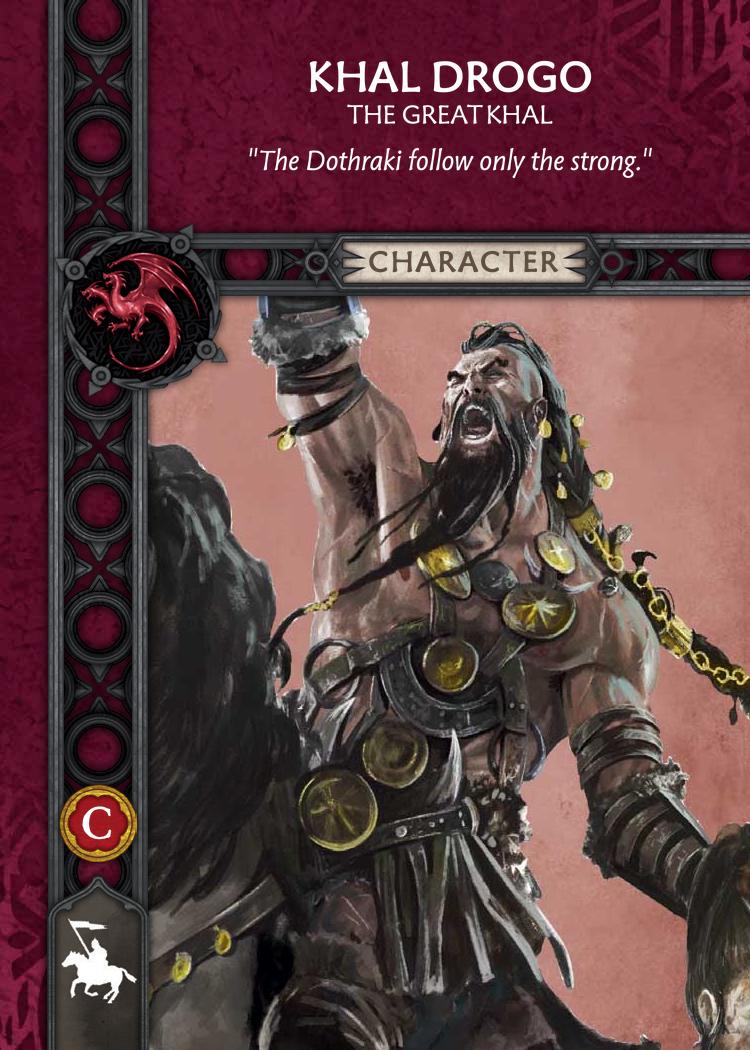 KHAL DROGO
THE GREAT KHAL
"The Dothraki follow only the strong."
CHARACTER
C